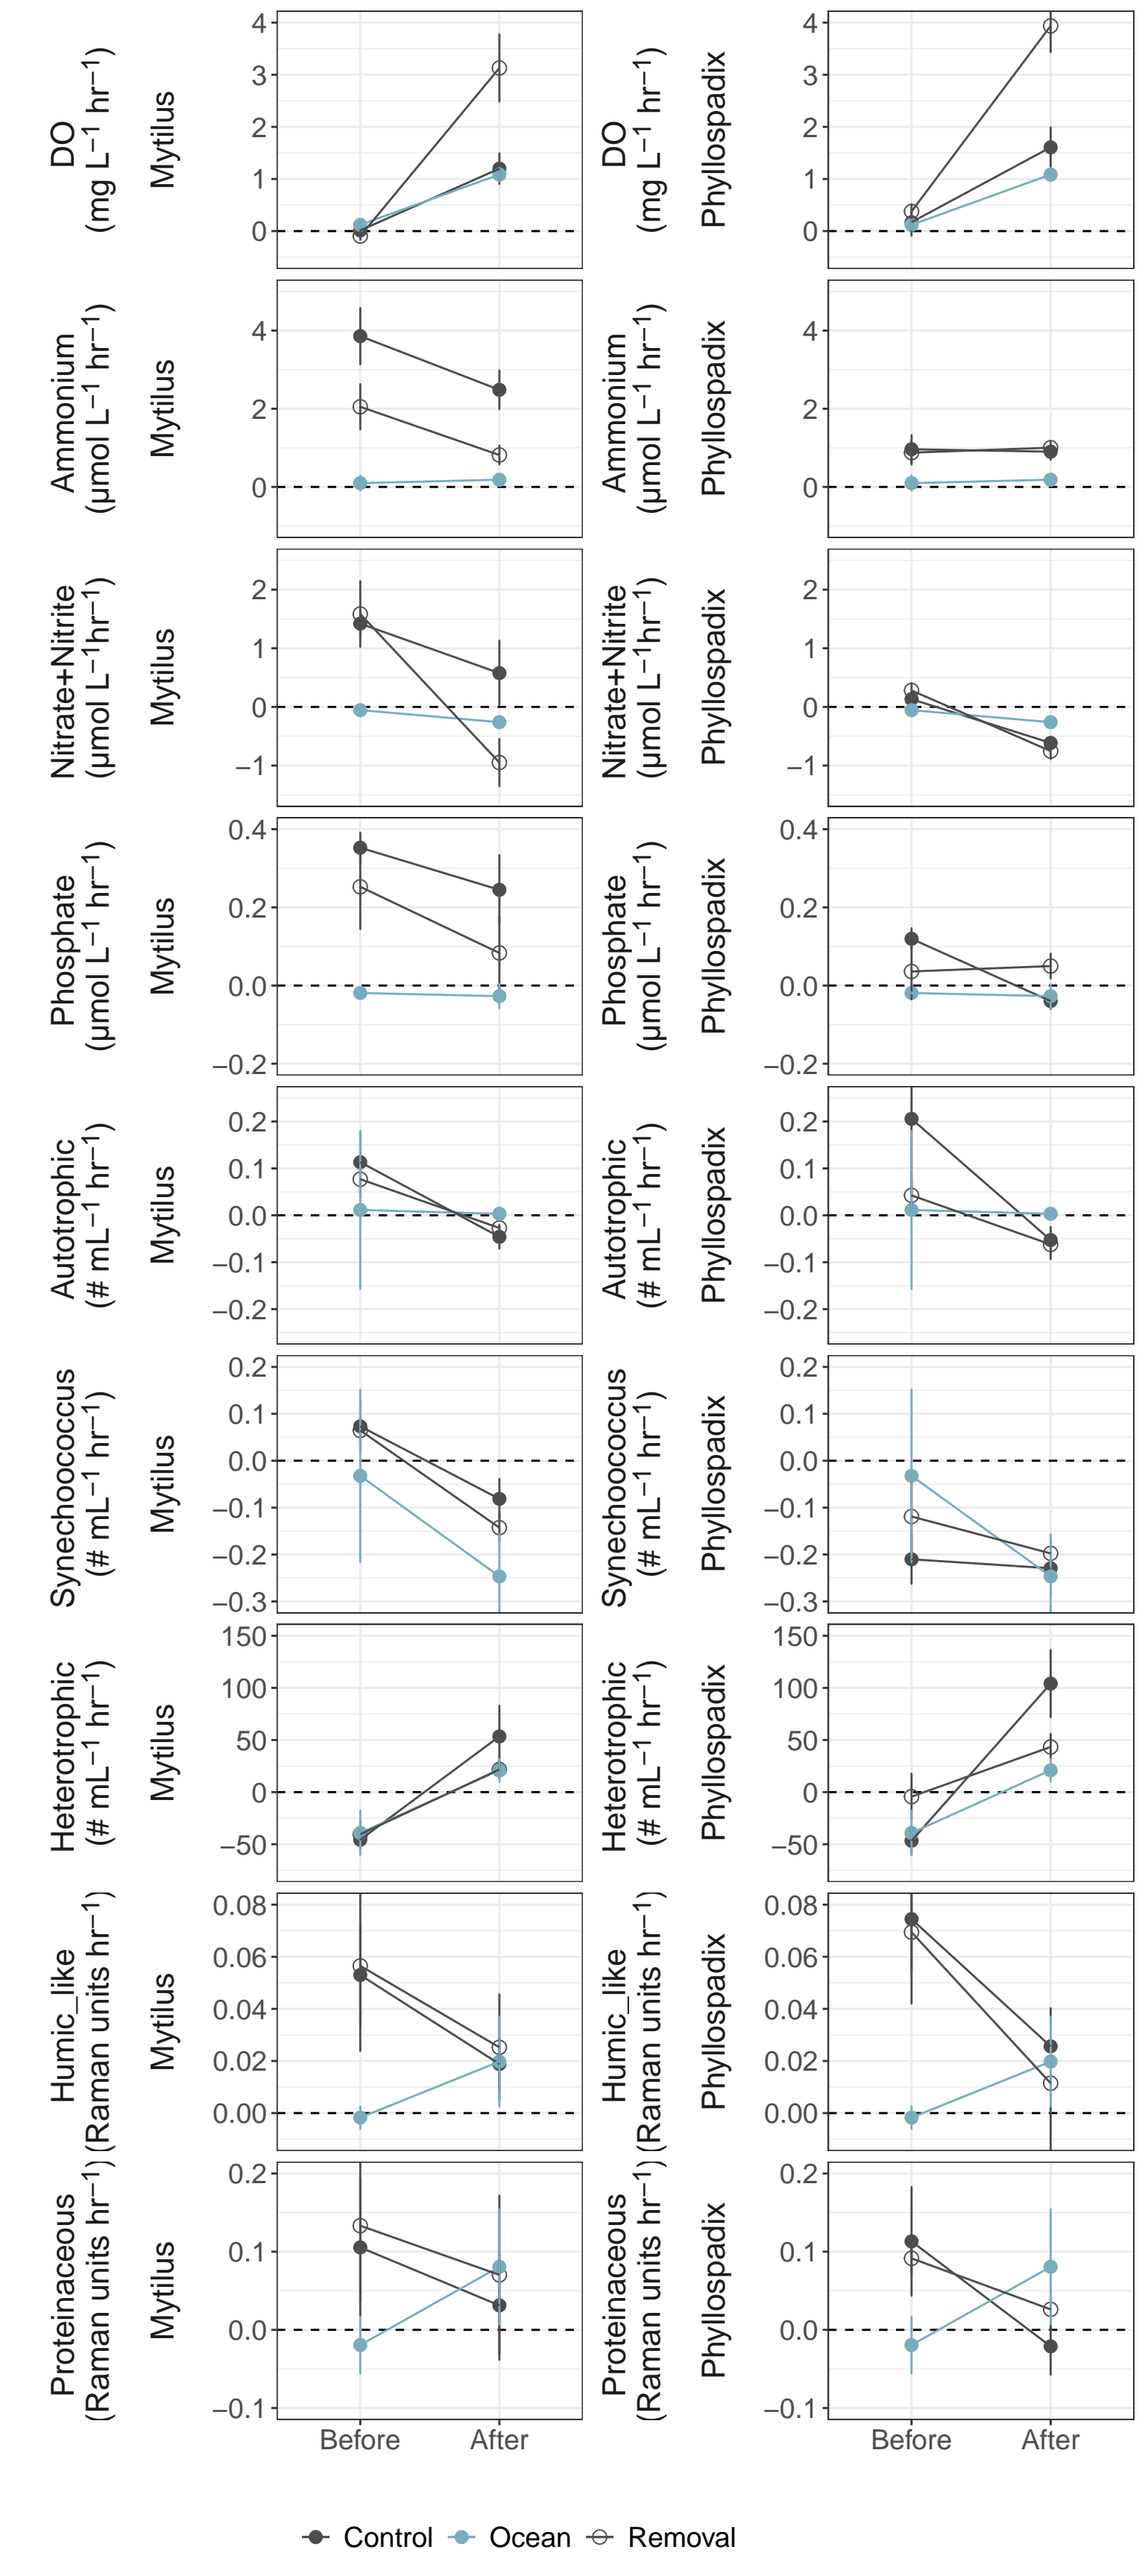 DO
(mg L−1 hr−1)
Mytilus
4
3
2
1
0
DO
(mg L−1 hr−1)
Phyllospadix
4
3
2
1
0
Ammonium
(µmol L−1 hr−1)
Mytilus
4
2
0
Ammonium
(µmol L−1 hr−1)
Phyllospadix
4
2
0
Nitrate+Nitrite
(µmol L−1hr−1)
Mytilus
2
1
0
−1
Nitrate+Nitrite
(µmol L−1hr−1)
Phyllospadix
2
1
0
−1
Phosphate
(µmol L−1 hr−1)
Mytilus
0.4
0.2
0.0
−0.2
Phosphate
(µmol L−1 hr−1)
Phyllospadix
0.4
0.2
0.0
−0.2
Autotrophic
(# mL−1 hr−1)
Mytilus
0.2
0.1
0.0
−0.1
−0.2
Autotrophic
(# mL−1 hr−1)
Phyllospadix
0.2
0.1
0.0
−0.1
−0.2
Synechoococcus
(# mL−1 hr−1)
Mytilus
0.2
0.1
0.0
−0.1
−0.2
−0.3
Synechoococcus
(# mL−1 hr−1)
Phyllospadix
0.2
0.1
0.0
−0.1
−0.2
−0.3
Heterotrophic
(# mL−1 hr−1)
Mytilus
150
100
50
0
−50
Heterotrophic
(# mL−1 hr−1)
Phyllospadix
150
100
50
0
−50
Humic_like
(Raman units hr−1)
Mytilus
0.08
0.06
0.04
0.02
0.00
Humic_like
(Raman units hr−1)
Phyllospadix
0.08
0.06
0.04
0.02
0.00
Proteinaceous
(Raman units hr−1)
Mytilus
0.2
0.1
0.0
−0.1
Proteinaceous
(Raman units hr−1)
Phyllospadix
0.2
0.1
0.0
−0.1
Before After
Before After
Control Ocean Removal